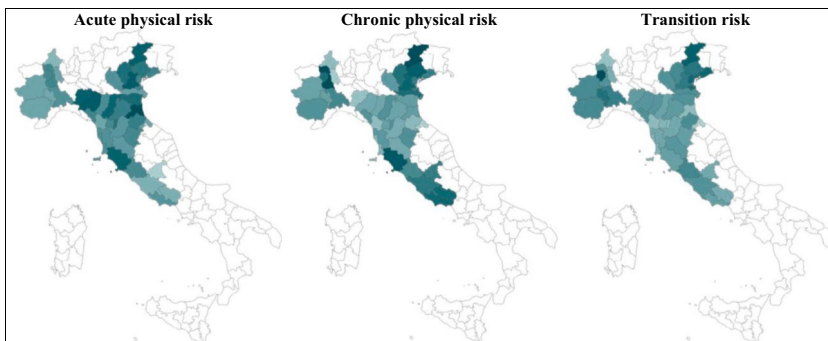 Acute physical risk
Chronic physical risk
Transition risk